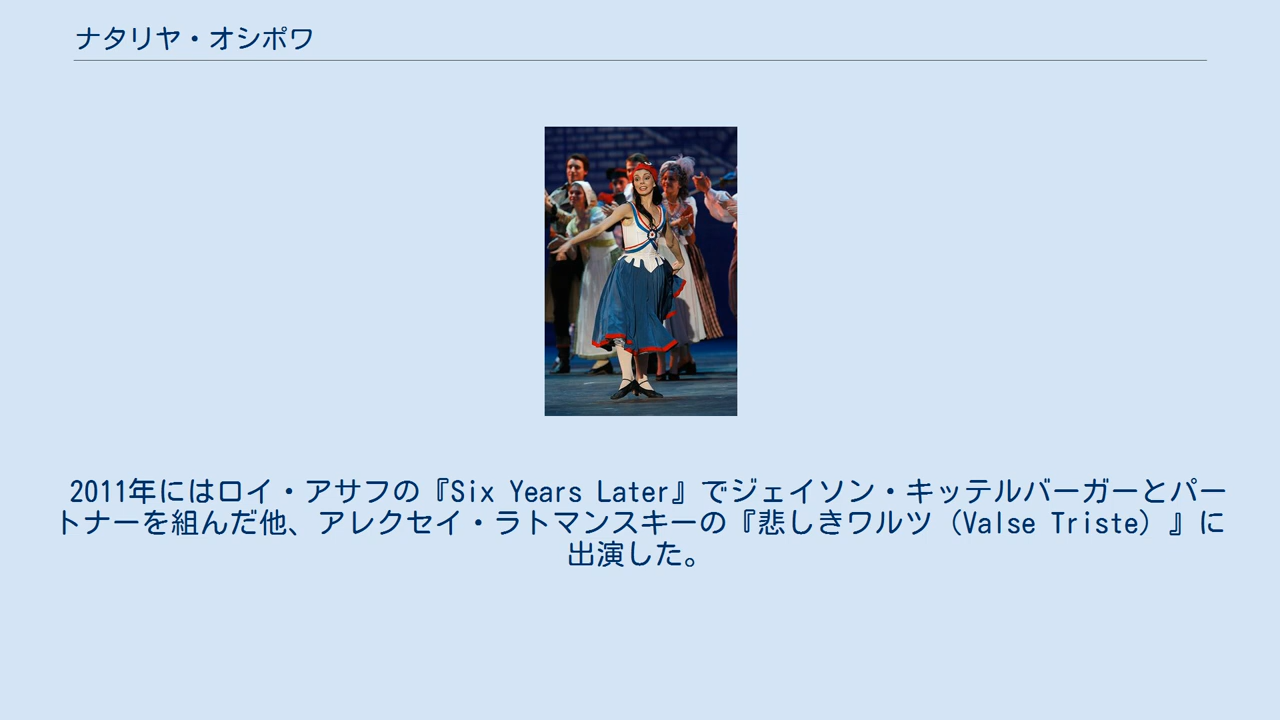 ナタリヤ・オシポワ
2011年にはロイ・アサフの『Six Years Later』でジェイソン・キッテルバーガーとパー
トナーを組んだ他、アレクセイ・ラトマンスキーの『悲しきワルツ（Valse Triste）』に
出演した。